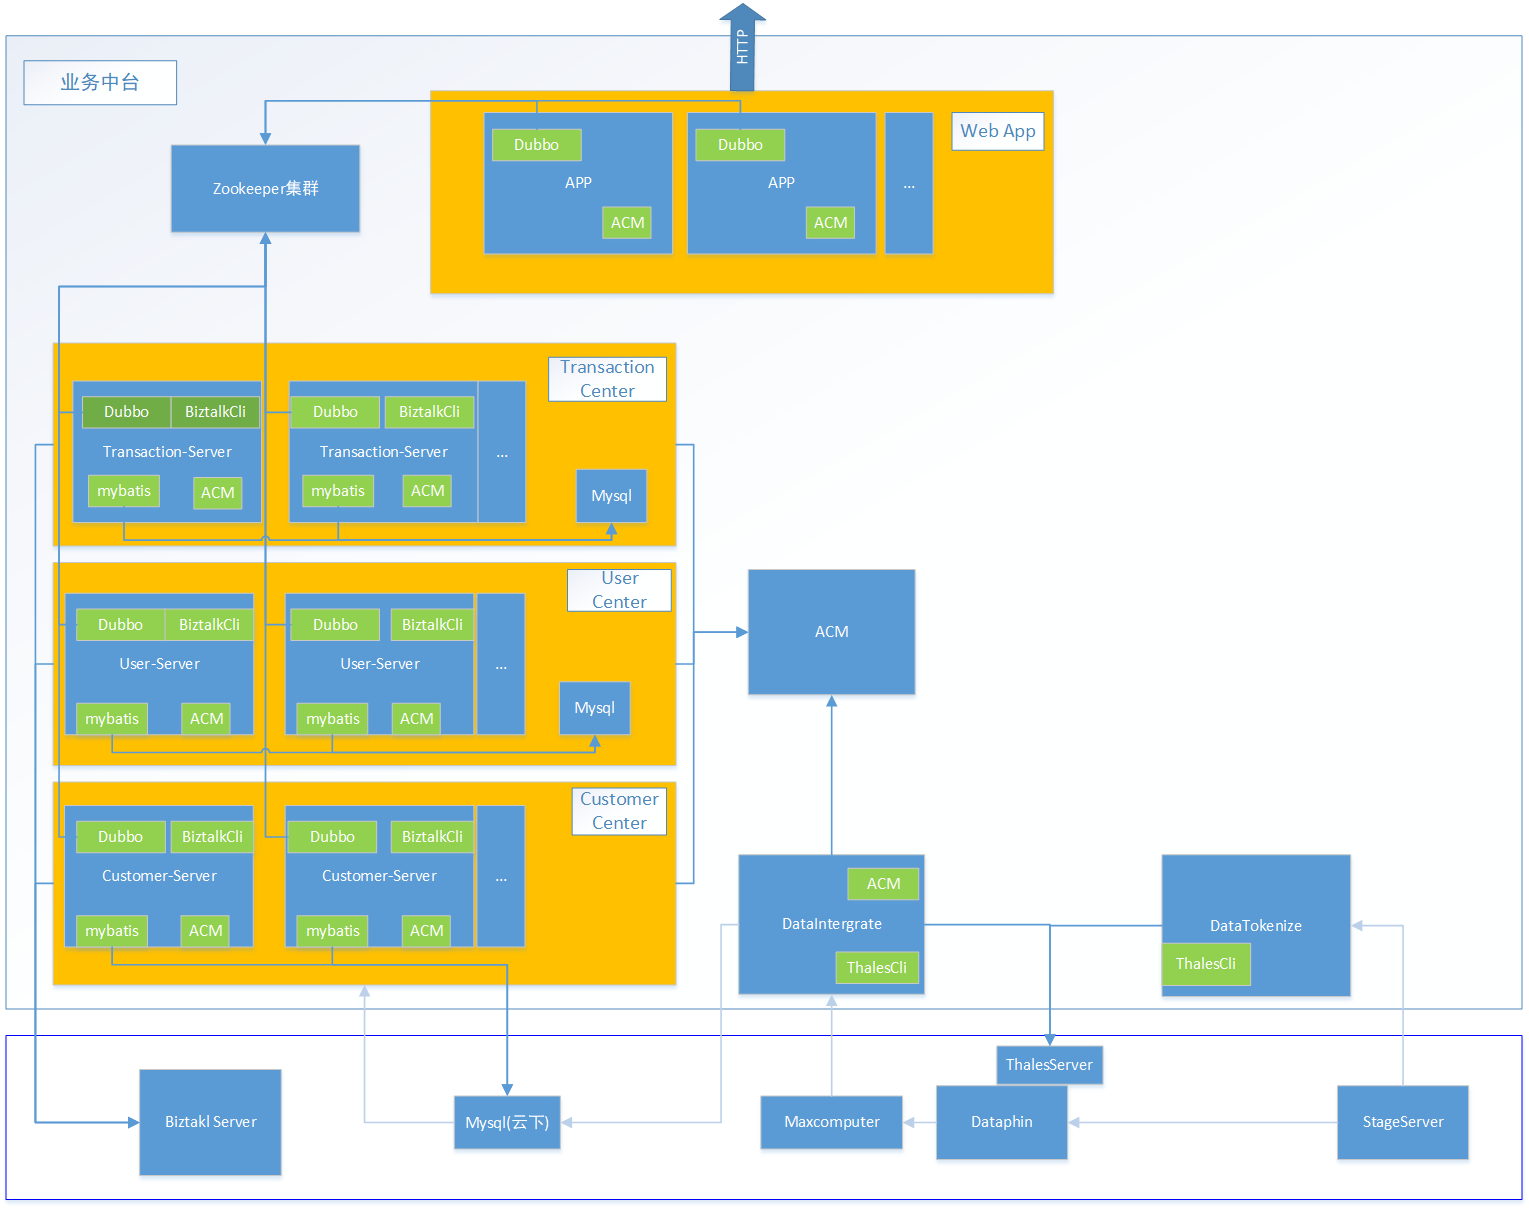 HTTP
业务中台
Web App
Dubbo
APP
ACM
Dubbo
APP
ACM
...
Zookeeper集群
Transaction
Center
Dubbo
BiztalkCli
Transaction-Server
mybatis
ACM
Dubbo
BiztalkCli
Transaction-Server
mybatis
ACM
...
Mysql
User
Center
Dubbo
BiztalkCli
User-Server
mybatis
ACM
Dubbo
BiztalkCli
User-Server
mybatis
ACM
...
Mysql
ACM
Customer
Center
Dubbo
BiztalkCli
Customer-Server
mybatis
ACM
Dubbo
BiztalkCli
Customer-Server
mybatis
ACM
...
ACM
DataIntergrate
ThalesCli
DataTokenize
ThalesCli
ThalesServer
Biztakl Server
Mysql(云下)
Maxcomputer
Dataphin
StageServer